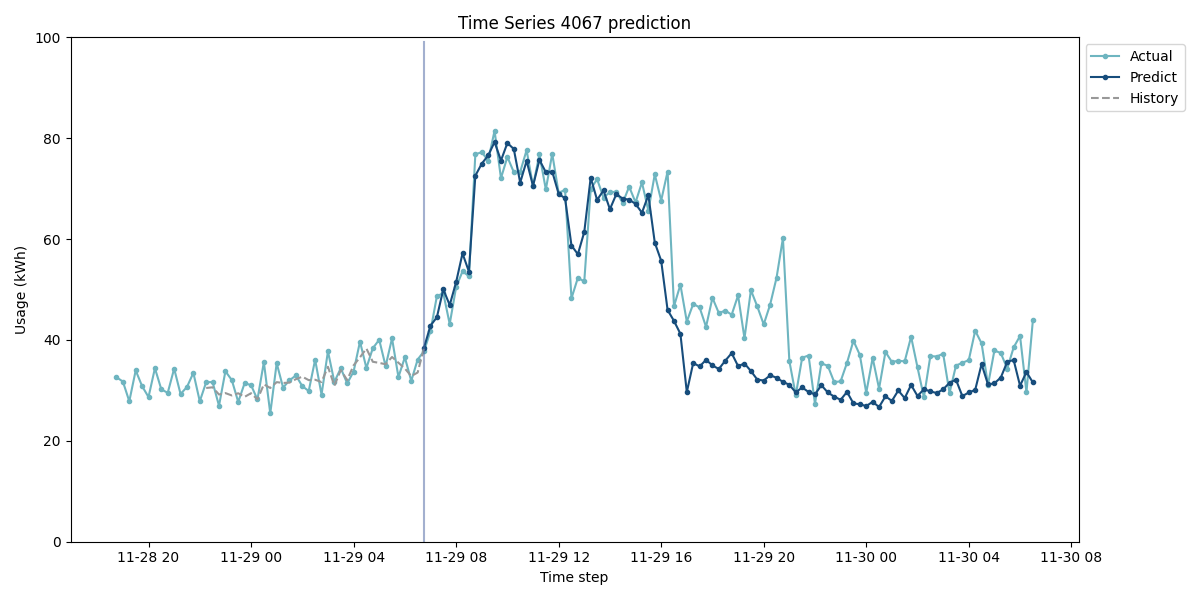 Time Series 4067 prediction
100
80
60
40
20
0
Usage (kWh)
11-28 20
11-29 00
11-29 04
11-29 08
11-29 12
11-29 16
11-29 20
11-30 00
11-30 04
11-30 08
Time step
Actual
Predict
History